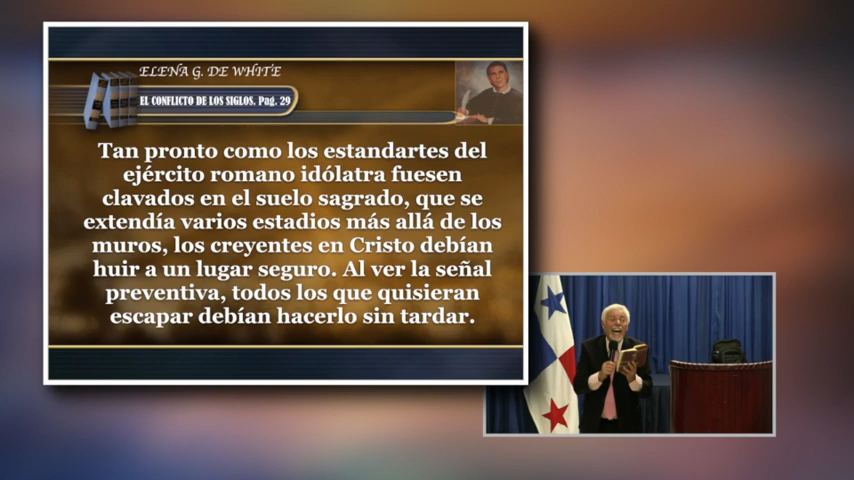 ELENA G. DE WHITE
EL CONFLICTO DE LOS SIGLOS. Pag. 29
Tan pronto como los estandartes del
ejército romano idólatra fuesen
clavados en el suelo sagrado, que se
extendía varios estadios más allá de los
muros, los creyentes en Cristo debían
huir a un lugar seguro. Al ver la señal
preventiva, todos los que quisieran
escapar debían hacerlo sin tardar.